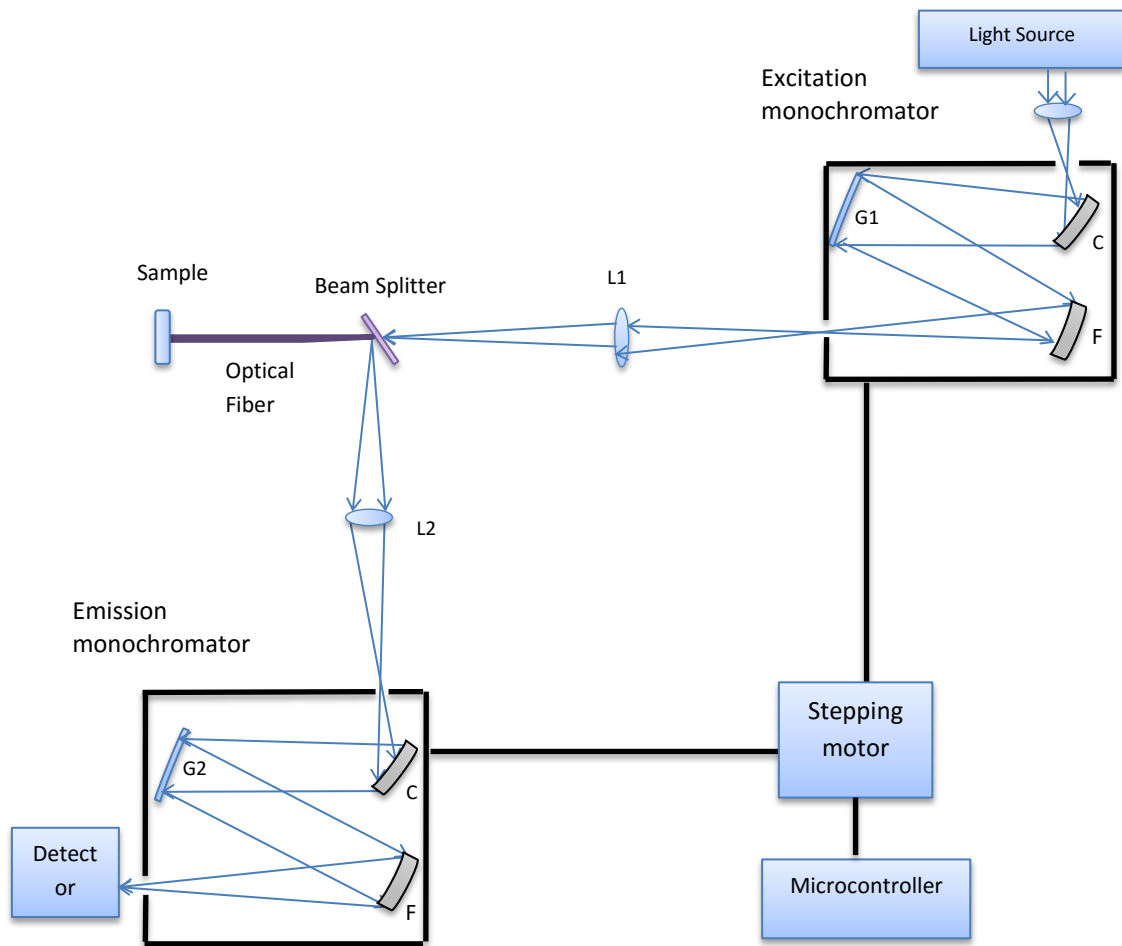 Light Source
Excitation
monochromator
G1
C
Sample
Beam Splitter
L1
F
Optical
Fiber
L2
Emission
monochromator
Stepping
motor
G2
C
Detect
or
F
Microcontroller